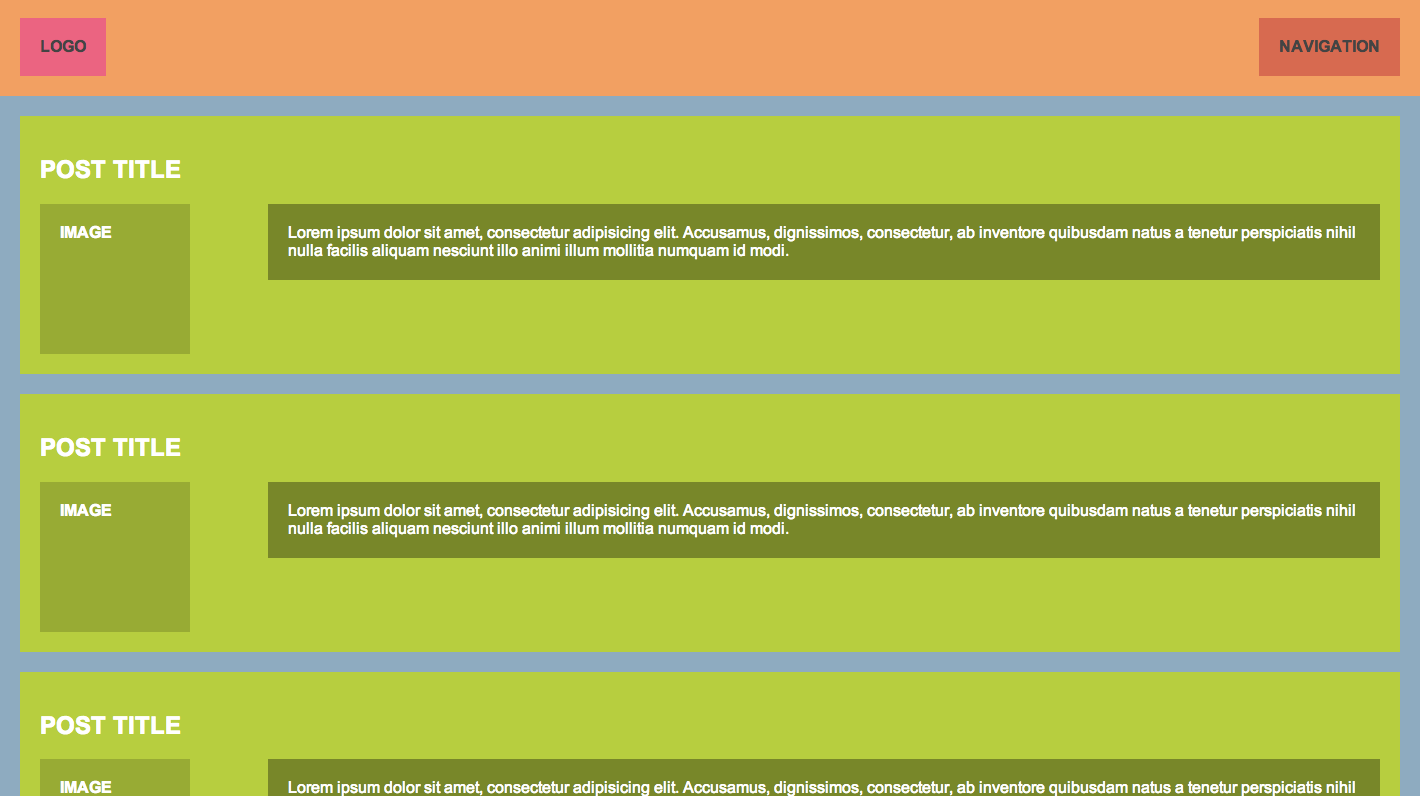 LOGO
NAVIGATION
POST TITLE
IMAGE
Lorem ipsum dolor sit amet, consectetur adipisicing elit. Accusamus, dignissimos, consectetur, ab inventore quibusdam natus a tenetur perspiciatis nihil
nulla facilis aliquam nesciunt illo animi illum mollitia numquam id modi.
POST TITLE
IMAGE
Lorem ipsum dolor sit amet, consectetur adipisicing elit. Accusamus, dignissimos, consectetur, ab inventore quibusdam natus a tenetur perspiciatis nihil
nulla facilis aliquam nesciunt illo animi illum mollitia numquam id modi.
POST TITLE
IMAGE
Lorem ipsum dolor sit amet, consectetur adipisicing elit. Accusamus, dignissimos, consectetur, ab inventore quibusdam natus a tenetur perspiciatis nihil